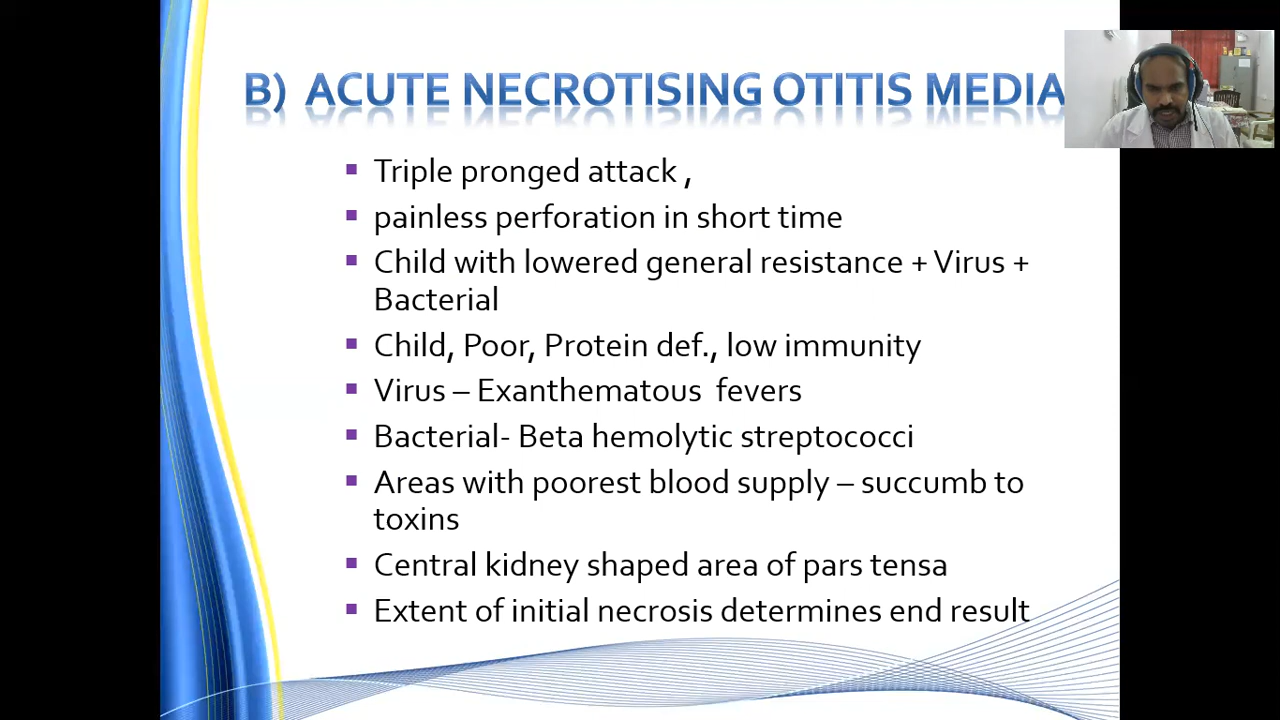 B) ACUTE NECROTISING OTITIS MEDIA
▪ Triple pronged attack ,
▪ painless perforation in short time
▪ Child with lowered general resistance + Virus +
Bacterial
▪ Child, Poor, Protein def., low immunity
▪ Virus – Exanthematous  fevers
▪ Bacterial- Beta hemolytic streptococci
▪ Areas with poorest blood supply – succumb to
toxins
▪ Central kidney shaped area of pars tensa
▪ Extent of initial necrosis determines end result